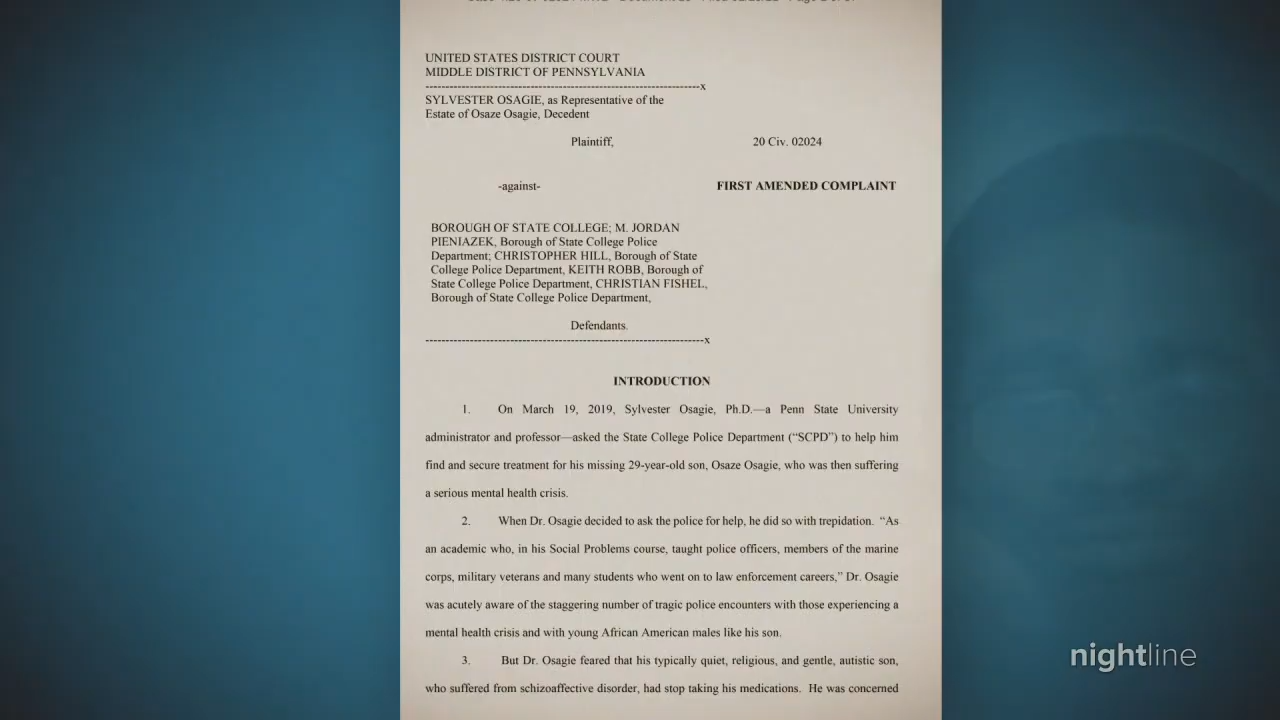 UNITED STATES DISTRICT COURT
MIDDLE DISTRICT OF PENNSYLVANIA
-----------------------------------------------------------------------x
SYLVESTER OSAGIE, as Representative of the
Estate of Osaze Osagie, Decedent
Plaintiff, 20 Civ. 02024
-against- FIRST AMENDED COMPLAINT
BOROUGH OF STATE COLLEGE; M. JORDAN
PIENIAZEK, Borough of State College Police
Department; CHRISTOPHER HILL, Borough of State
College Police Department, KEITH ROBB, Borough of
State College Police Department, CHRISTIAN FISHEL,
Borough of State College Police Department,
Defendants.
------------------------------------------------------------------------x
INTRODUCTION
1. On March 19, 2019, Sylvester Osagie, Ph.D.—a Penn State University
administrator and professor—asked the State College Police Department (“SCPD”) to help him
find and secure treatment for his missing 29-year-old son, Osaze Osagie, who was then suffering
a serious mental health crisis.
2. When Dr. Osagie decided to ask the police for help, he did so with trepidation. “As
an academic who, in his Social Problems course, taught police officers, members of the marine
corps, military veterans and many students who went on to law enforcement careers,” Dr. Osagie
was acutely aware of the staggering number of tragic police encounters with those experiencing a
mental health crisis and with young African American males like his son.
3. But Dr. Osagie feared that his typically quiet, religious, and gentle, autistic son,
who suffered from schizoaffective disorder, had stop taking his medications. He was concerned
nightline